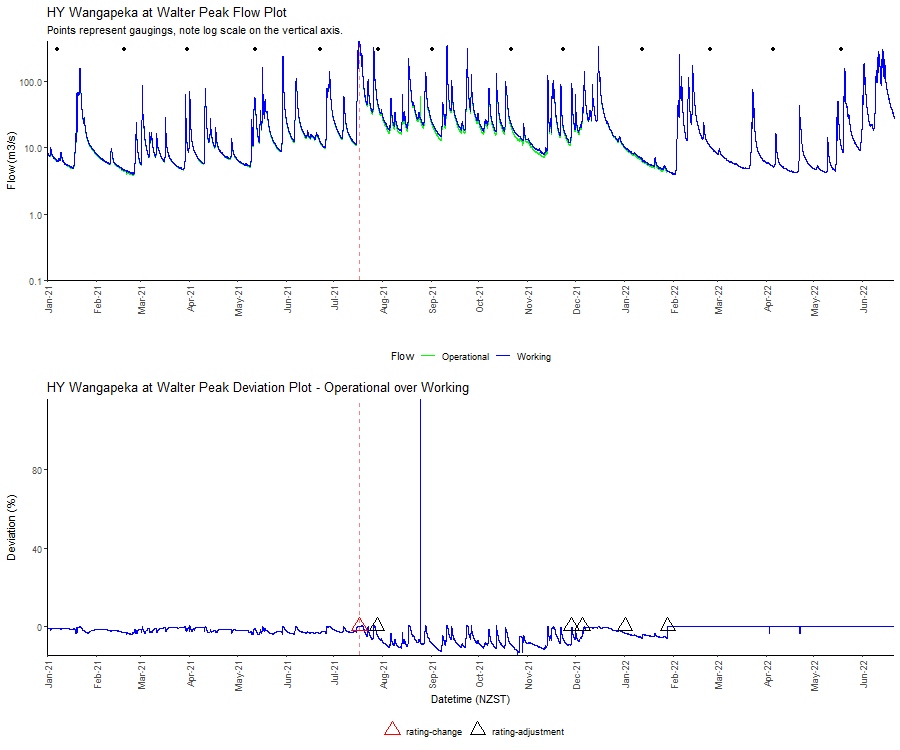 HY Wangapeka at Walter Peak Flow Plot
Points represent gaugings, note log scale on the vertical axis.
Flow (m3/s)
100.0
10.0
1.0
0.1
Jan-21 Feb-21 Mar-21 Apr-21 May-21 Jun-21 Jul-21 Aug-21 Sep-21 Oct-21 Nov-21 Dec-21 Jan-22 Feb-22 Mar-22 Apr-22 May-22 Jun-22
Flow Operational Working
HY Wangapeka at Walter Peak Deviation Plot - Operational over Working
Deviation (%)
80
40
0
Jan-21 Feb-21 Mar-21 Apr-21 May-21 Jun-21 Jul-21 Aug-21 Sep-21 Oct-21 Nov-21 Dec-21 Jan-22 Feb-22 Mar-22 Apr-22 May-22 Jun-22
Datetime (NZST)
rating-change rating-adjustment